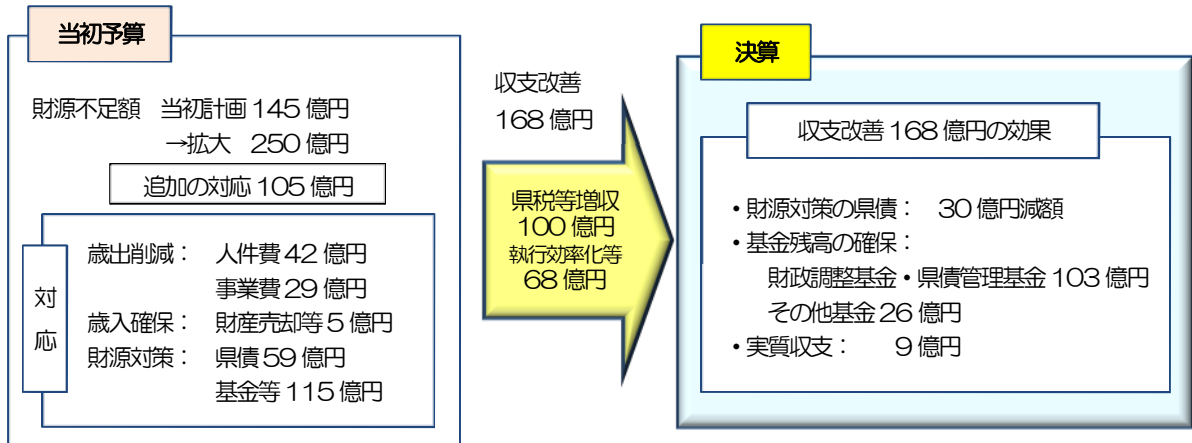 当初予算
財源不足額　当初計画 145 億円
→拡大　250 億円
追加の対応 105 億円
対応
歳出削減：　人件費 42 億円
事業費 29 億円
歳入確保：　財産売却等 5 億円
財源対策：　県債 59 億円
基金等 115 億円
収支改善
168 億円
県税等増収
100 億円
執行効率化等
68 億円
決算
収支改善 168 億円の効果
・財源対策の県債：　30 億円減額
・基金残高の確保：
財政調整基金・県債管理基金 103 億円
その他基金 26 億円
・実質収支：　9 億円